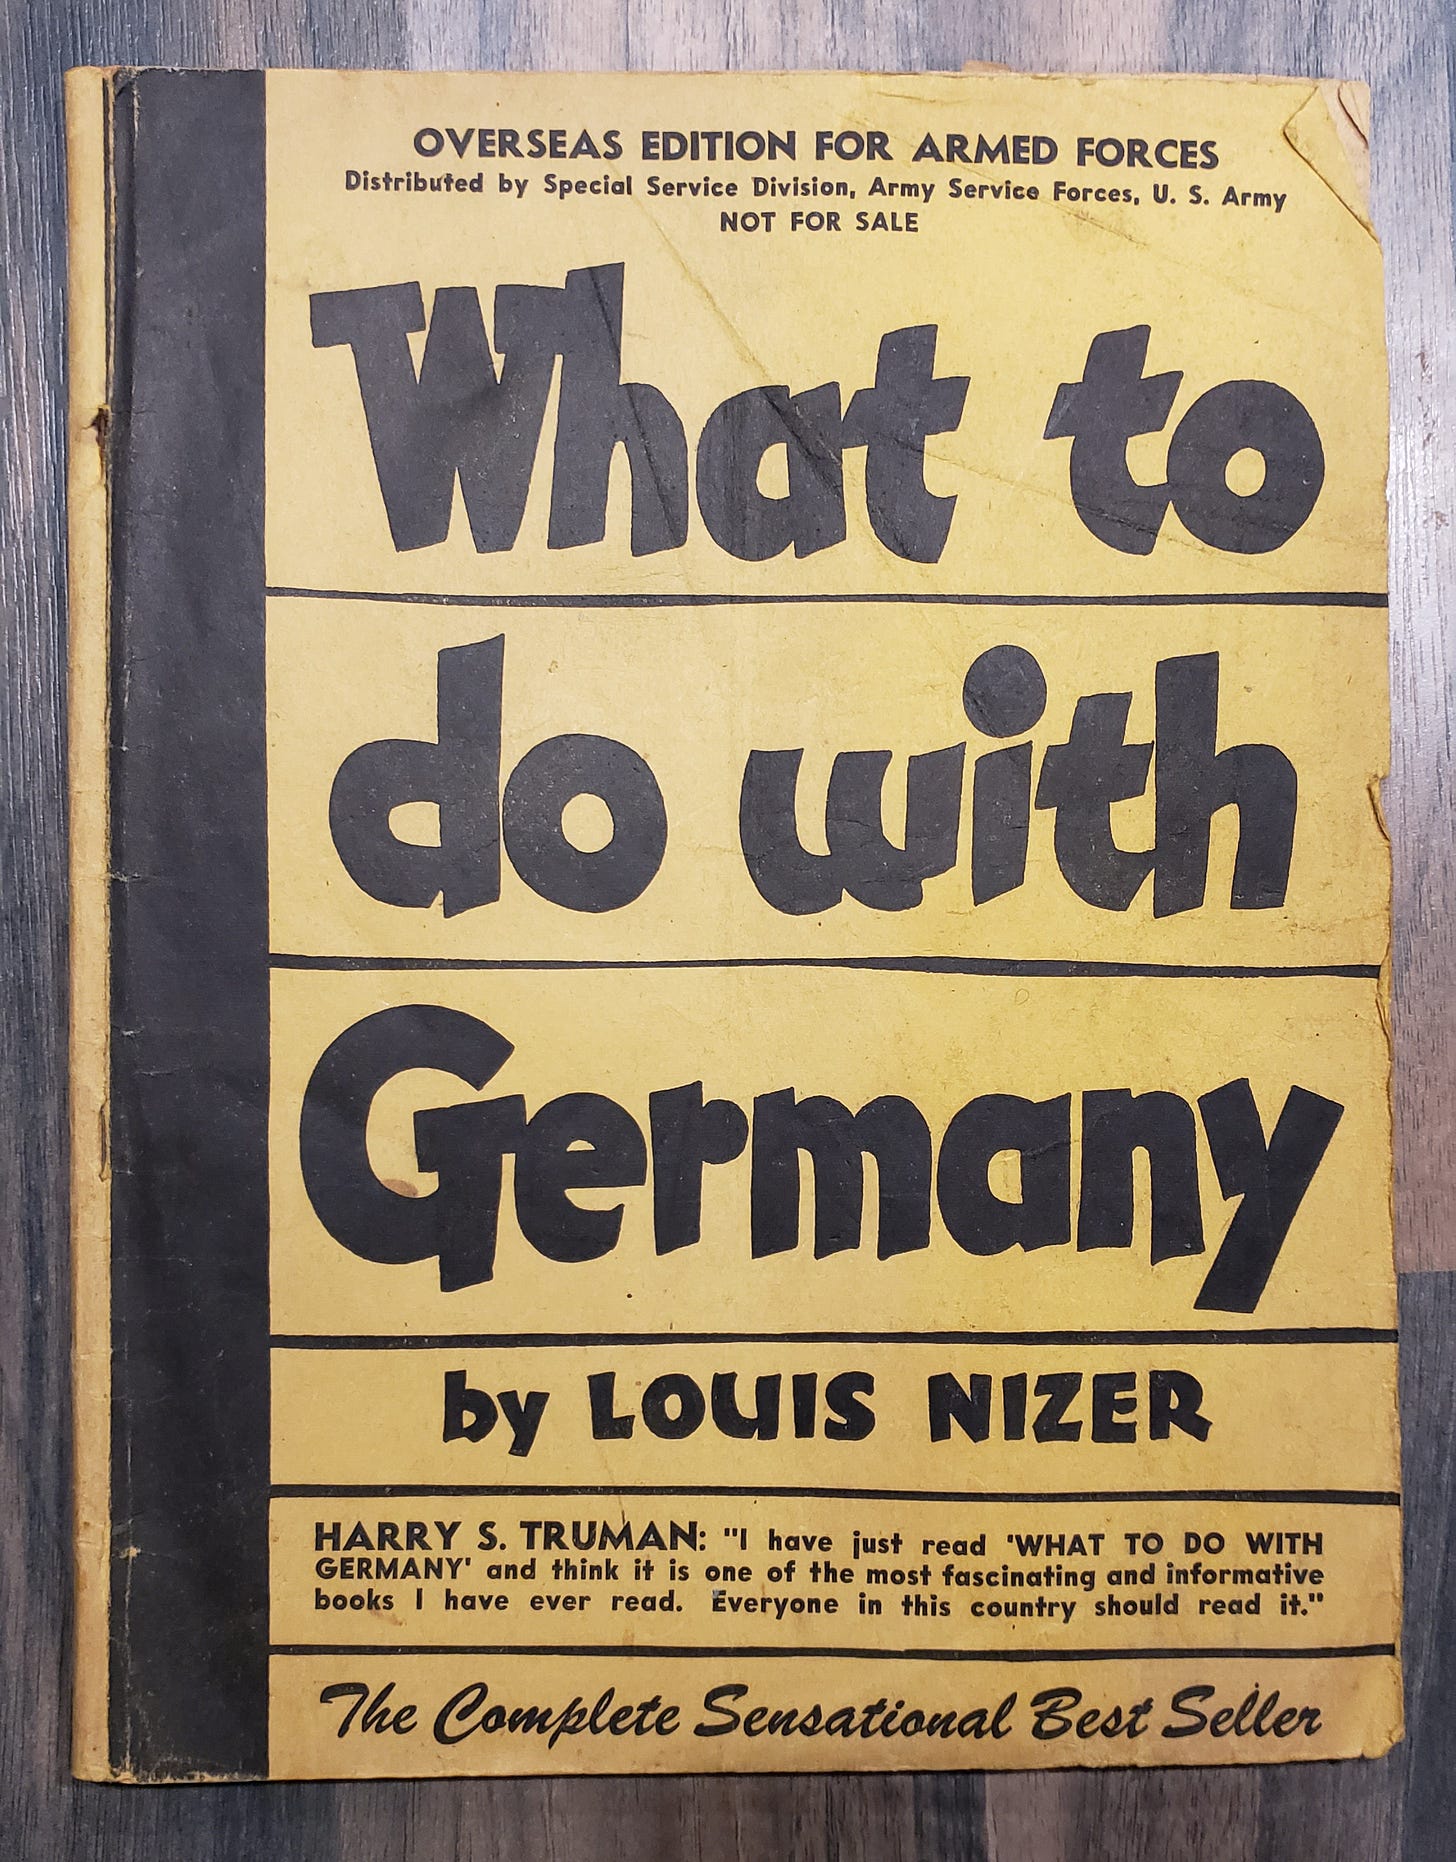 OVERSEAS EDITION FOR ARMED FORCES
Distributed by Special Service Division, Army Service Forces, U. S. Army
NOT FOR SALE
What to
do with
Germany
by LOUIS NIZER
HARRY S. TRUMAN: "I have just read 'WHAT TO DO WITH
GERMANY' and think it is one of the most fascinating and informative
books I have ever read. Everyone in this country should read it."
The Complete Sensational Best Seller